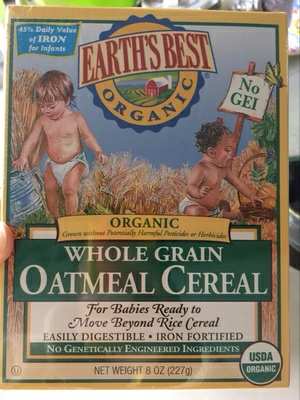 45% Daily Value
of IRON
for Infants
EARTH'S BEST
ORGANIC
No
GEI
ORGANIC
Grown without Potentially Harmful Pesticides or Herbicides
WHOLE GRAIN
OATMEAL CEREAL
For Babies Ready to
Move Beyond Rice Cereal
EASILY DIGESTIBLE • IRON FORTIFIED
NO GENETICALLY ENGINEERED INGREDIENTS
U
NET WEIGHT 8 OZ (227g)
USDA
ORGANIC